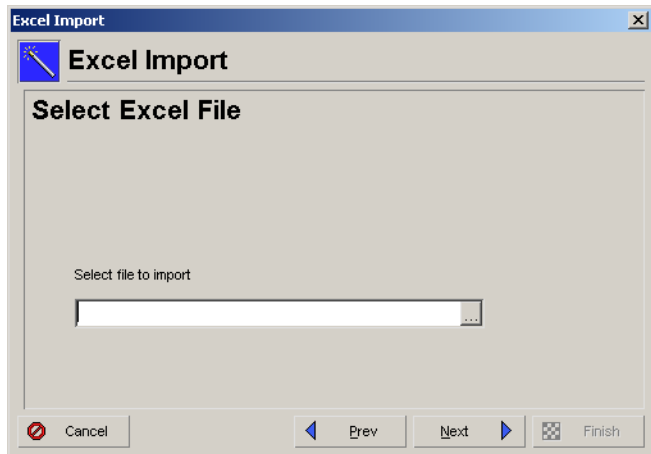 Excel Import
Excel Import
Select Excel File
Select file to import
...
Cancel Prev Next Finish